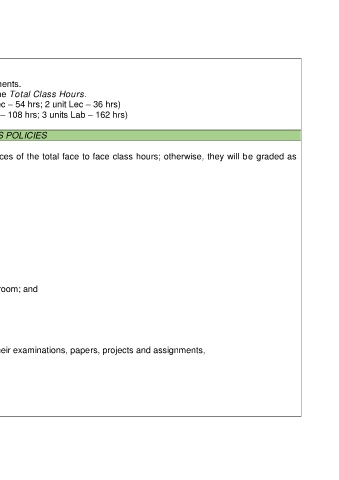 ments.
e Total Class Hours.
ec – 54 hrs; 2 unit Lec – 36 hrs)
– 108 hrs; 3 units Lab – 162 hrs)
S POLICIES
ces of the total face to face class hours; otherwise, they will be graded as
room; and
eir examinations, papers, projects and assignments,